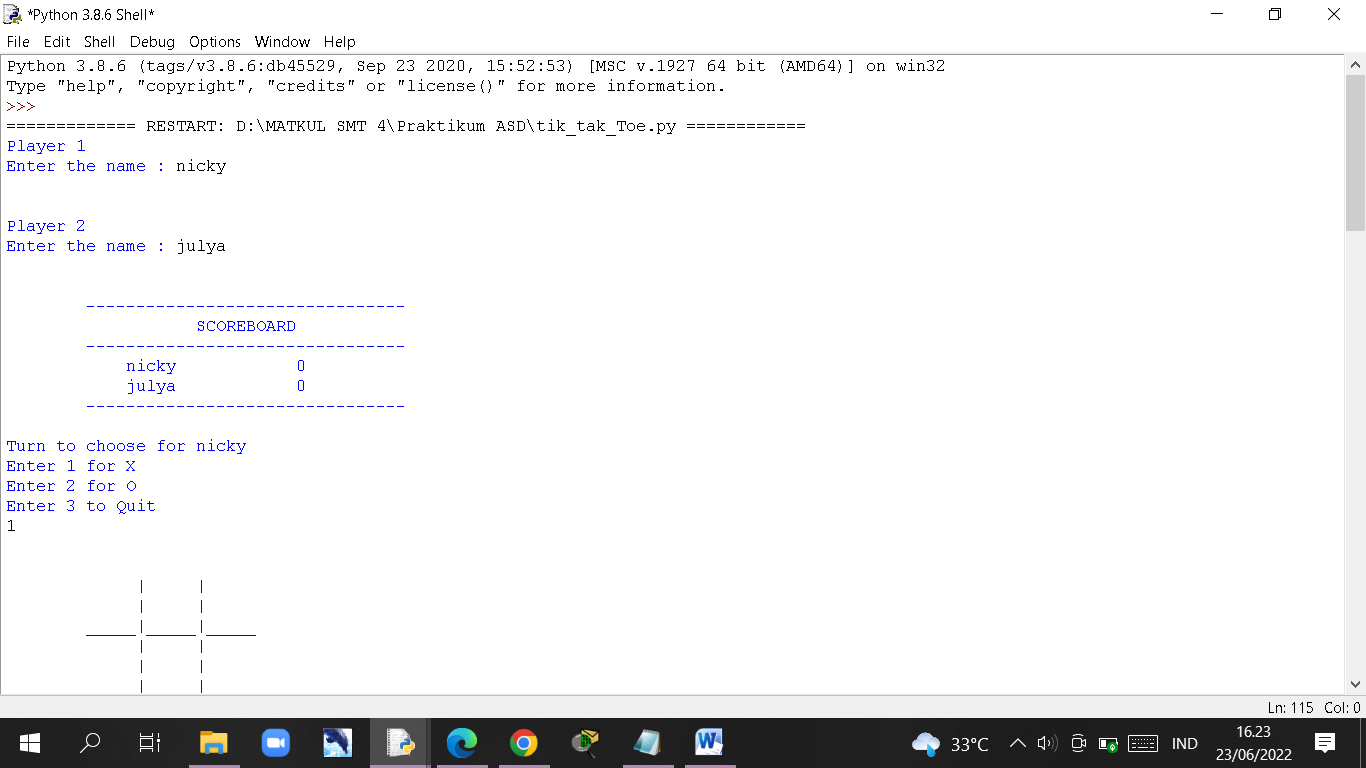 *Python 3.8.6 Shell*
File Edit Shell Debug Options Window Help
Python 3.8.6 (tags/v3.8.6:db45529, Sep 23 2020, 15:52:53) [MSC v.1927 64 bit (AMD64)] on win32
Type "help", "copyright", "credits" or "license()" for more information.
>>>
============= RESTART: D:\MATKUL SMT 4\Praktikum ASD\tik_tak_Toe.py ============
Player 1
Enter the name : nicky
Player 2
Enter the name : julya
--------------------------------
SCOREBOARD
--------------------------------
nicky 0
julya 0
--------------------------------
Turn to choose for nicky
Enter 1 for X
Enter 2 for O
Enter 3 to Quit
1
| |
| |
_____|_____|_____
| |
| |
| |
Ln: 115 Col: 0
33°C
IND
16.23
23/06/2022